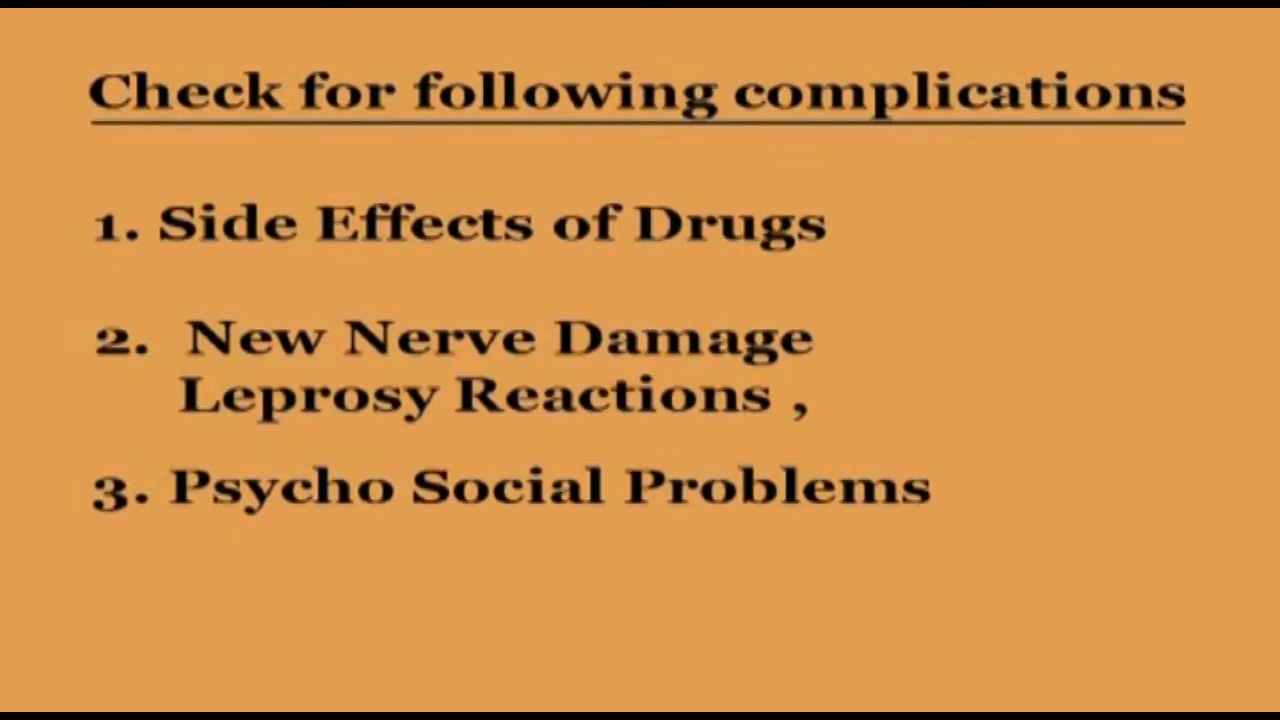 Check for following complications
1. Side Effects of Drugs
2. New Nerve Damage
Leprosy Reactions ,
3. Psycho Social Problems